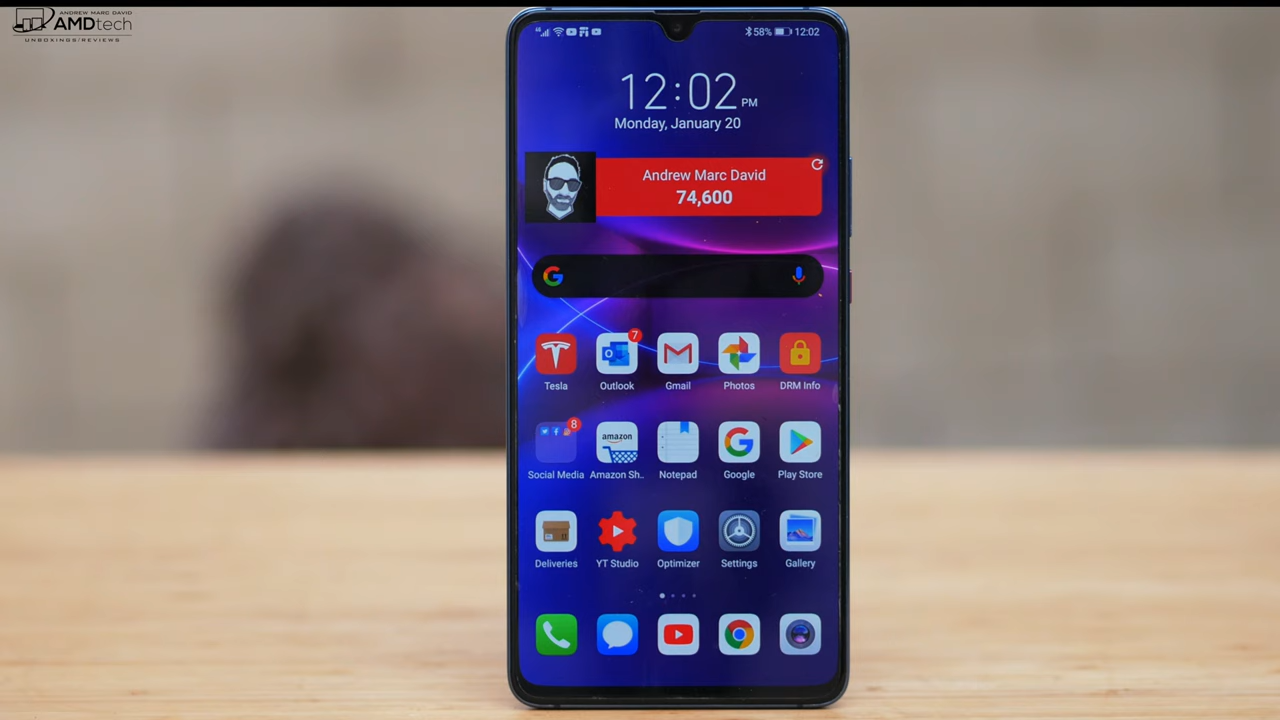 ANDREW MARC DAVID
AMDtech
UNBOXINGS/REVIEWS
58% 12:02
12:02 PM
Monday, January 20
Andrew Marc David
74,600
7
Tesla Outlook Gmail Photos DRM Info
8
amazon
Social Media Amazon Sh.. Notepad Google Play Store
Deliveries YT Studio Optimizer Settings Gallery